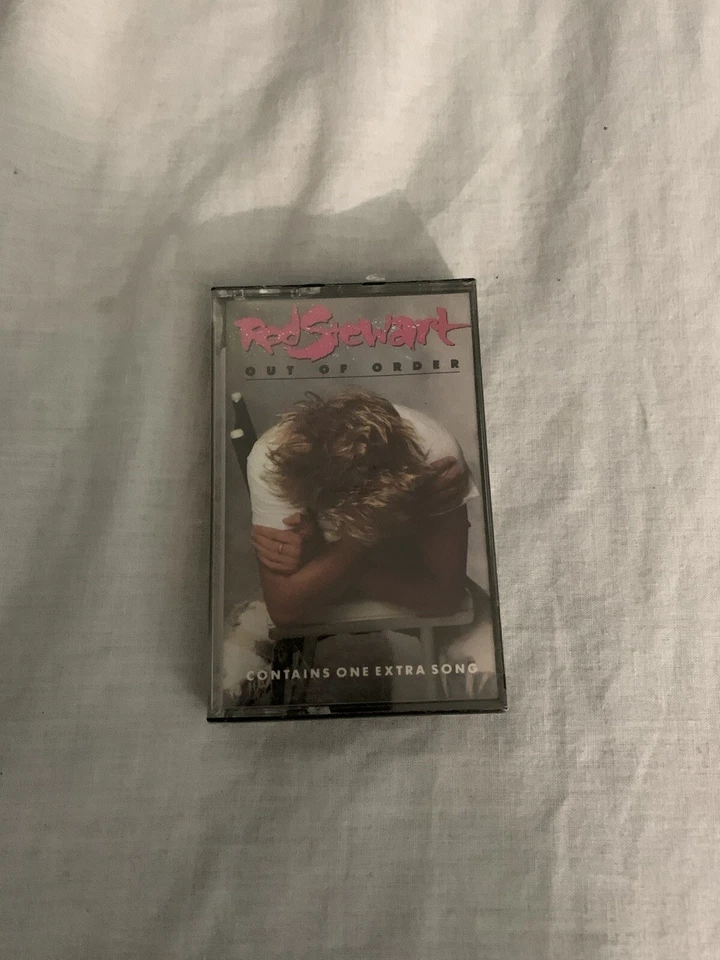 Rod Stewart
OUT OF ORDER
CONTAINS ONE EXTRA SONG